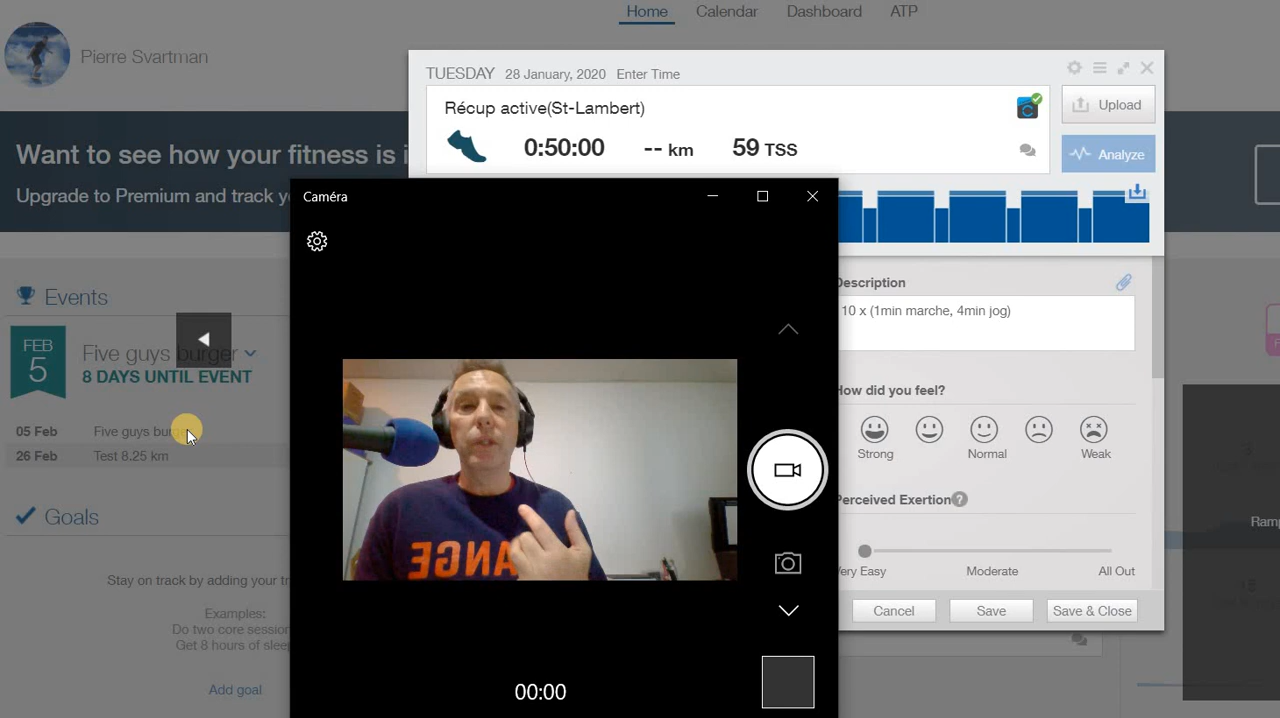 Home Calendar Dashboard ATP
Pierre Svartman
TUESDAY 28 January, 2020 Enter Time
Récup active(St-Lambert)
Upload
0:50:00 -- km 59 TSS
Analyze
Want to see how your fitness is i
Upgrade to Premium and track y
Caméra
Events
FEB
5
Five guys burger
8 DAYS UNTIL EVENT
05 Feb Five guys bur
26 Feb Test 8.25 km
Goals
Stay on track by adding your tr
Examples:
Do two core session
Get 8 hours of slee
Add goal
ANGE
00:00
Description
10 x (1min marche, 4min jog)
How did you feel?
Strong Normal Weak
Perceived Exertion ?
Very Easy Moderate All Out
Cancel Save Save & Close
Ramp